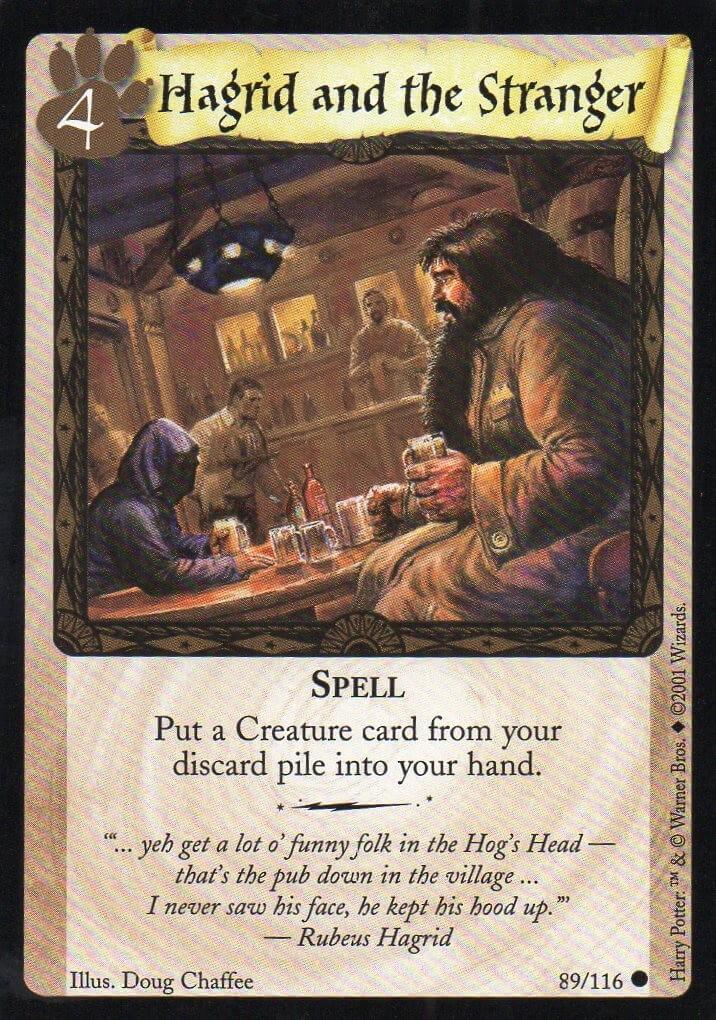 4
Hagrid and the Stranger
SPELL
Put a Creature card from your
discard pile into your hand.
“‘... yeh get a lot o’ funny folk in the Hog’s Head —
that’s the pub down in the village ...
I never saw his face, he kept his hood up.’”
— Rubeus Hagrid
Illus. Doug Chaffee
89/116
Harry Potter: ™ & © Warner Bros. ♦ ©2001 Wizards.